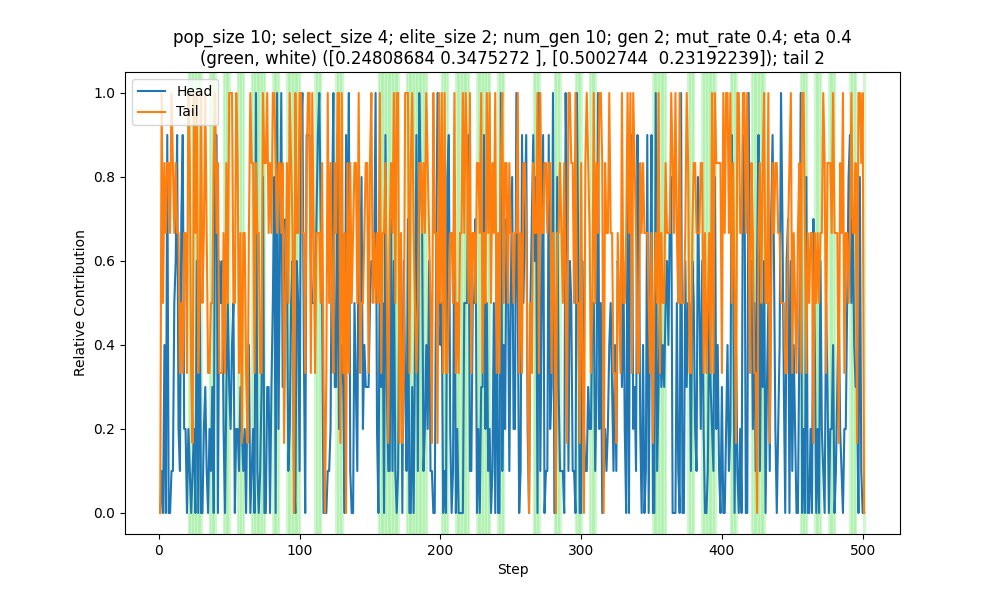 pop_size 10; select_size 4; elite_size 2; num_gen 10; gen 2; mut_rate 0.4; eta 0.4
(green, white) ([0.24808684 0.3475272 ], [0.5002744  0.23192239]); tail 2
Head
Tail
1.0
0.8
0.6
0.4
0.2
0.0
Relative Contribution
0
100
200
300
400
500
Step